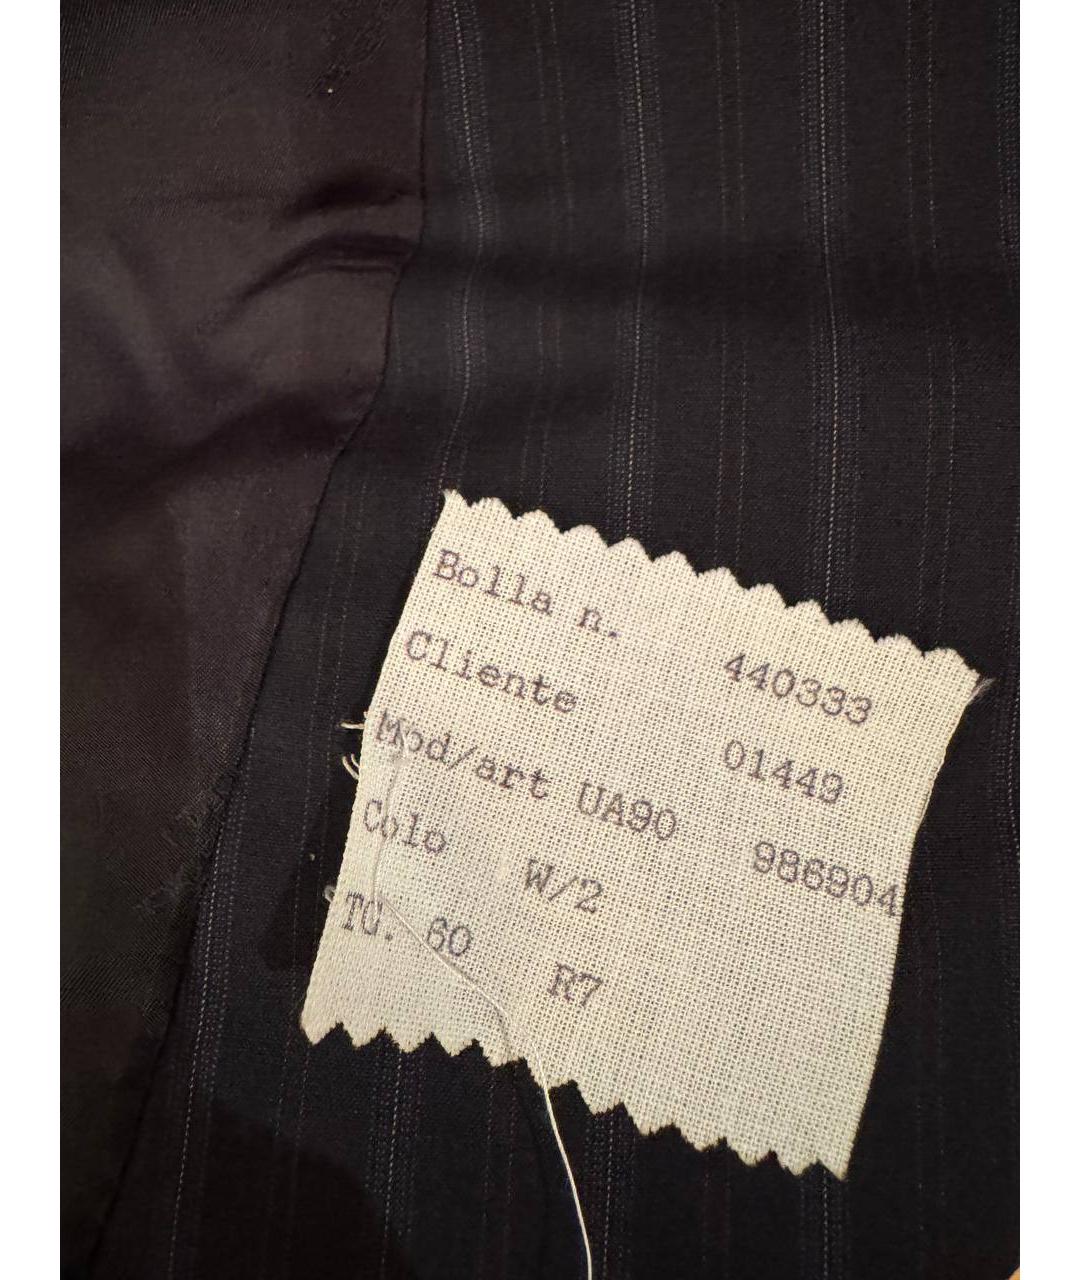 Bolla n. 440333
Cliente 01449
Mod/art UA90 986904
Colo W/2
TG. 60 R7